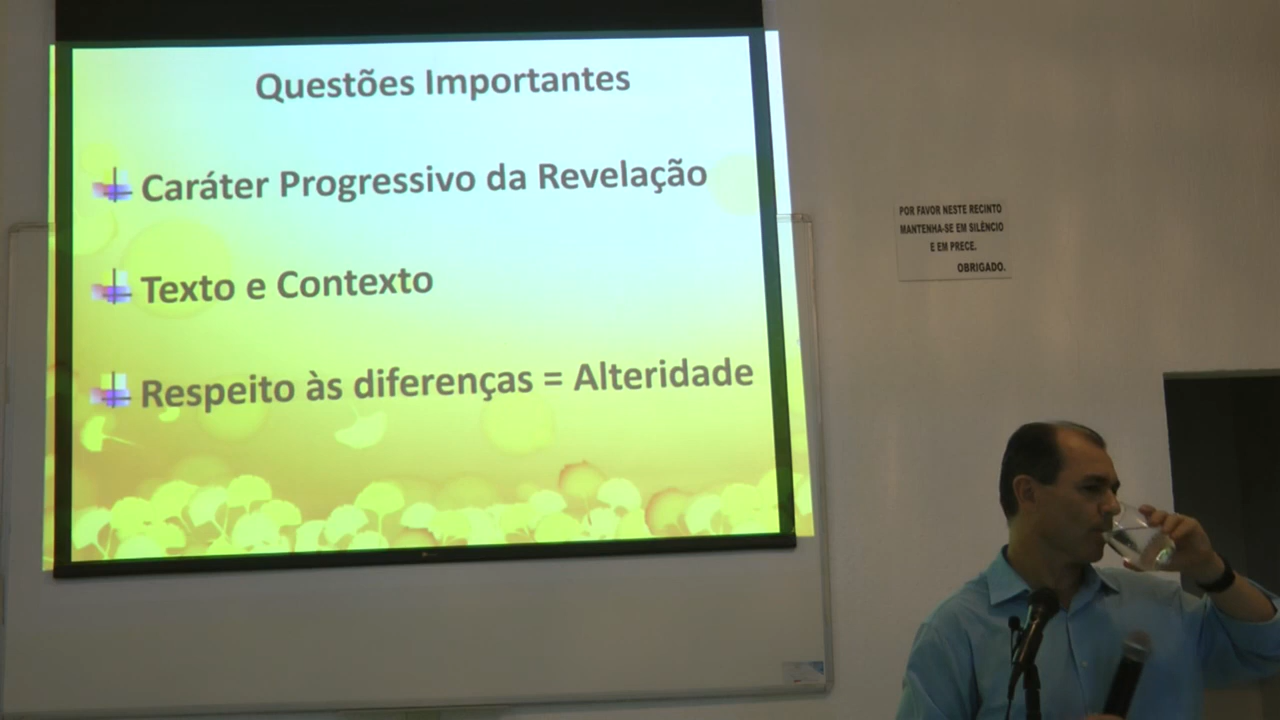 Questões Importantes
Caráter Progressivo da Revelação
Texto e Contexto
Respeito às diferenças = Alteridade
POR FAVOR NESTE RECINTO
MANTENHA-SE EM SILÊNCIO
E EM PRECE.
OBRIGADO.